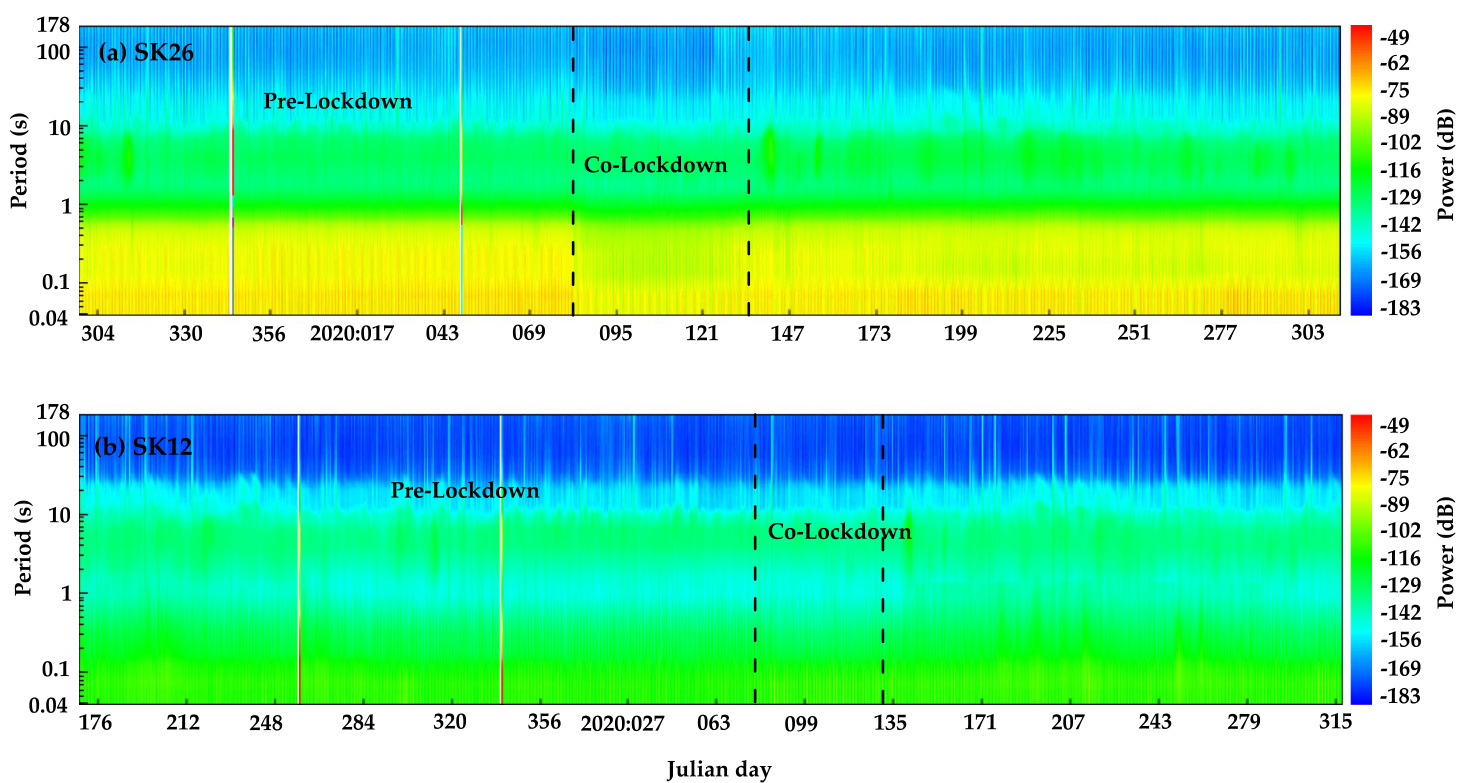 (a) SK26
Pre-Lockdown
Co-Lockdown
Period (s)
178
100
10
1
0.1
0.04
304 330 356 2020:017 043 069 095 121 147 173 199 225 251 277 303
-49
-62
-75
-89
-102
-116
-129
-142
-156
-169
-183
Power (dB)
(b) SK12
Pre-Lockdown
Co-Lockdown
Period (s)
178
100
10
1
0.1
0.04
176 212 248 284 320 356 2020:027 063 099 135 171 207 243 279 315
-49
-62
-75
-89
-102
-116
-129
-142
-156
-169
-183
Power (dB)
Julian day